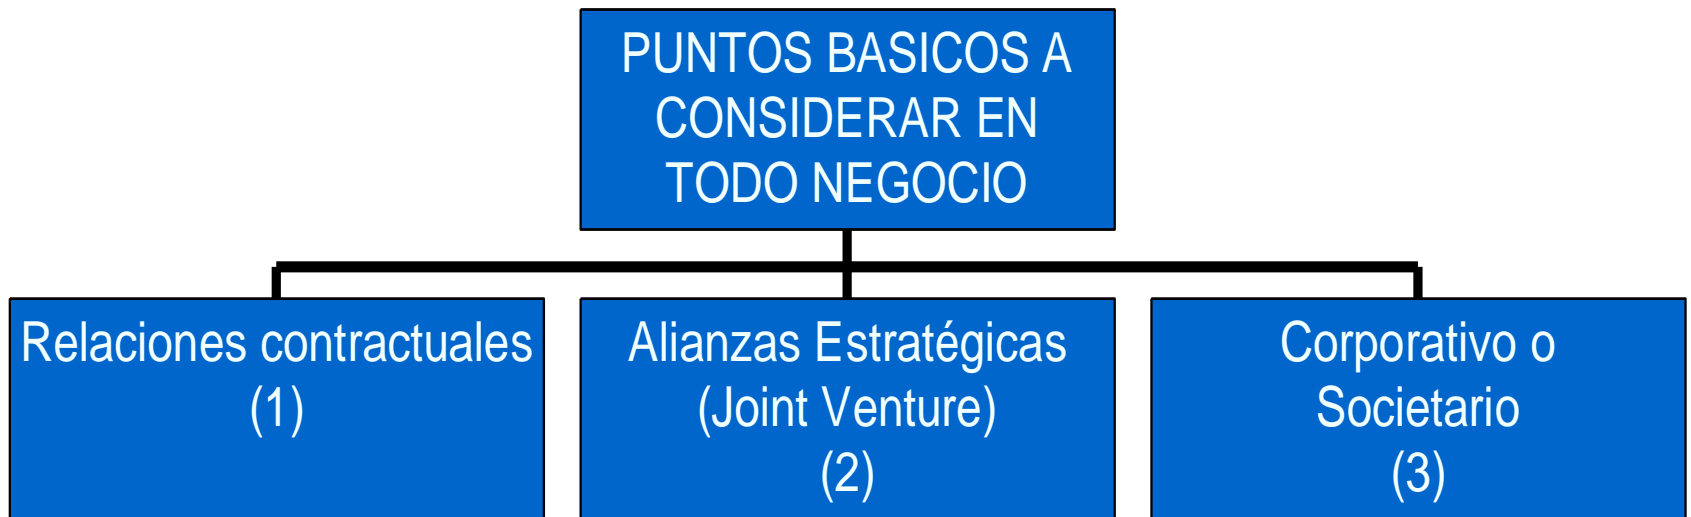 PUNTOS BASICOS A
CONSIDERAR EN
TODO NEGOCIO
Relaciones contractuales
(1)
Alianzas Estratégicas
(Joint Venture)
(2)
Corporativo o
Societario
(3)